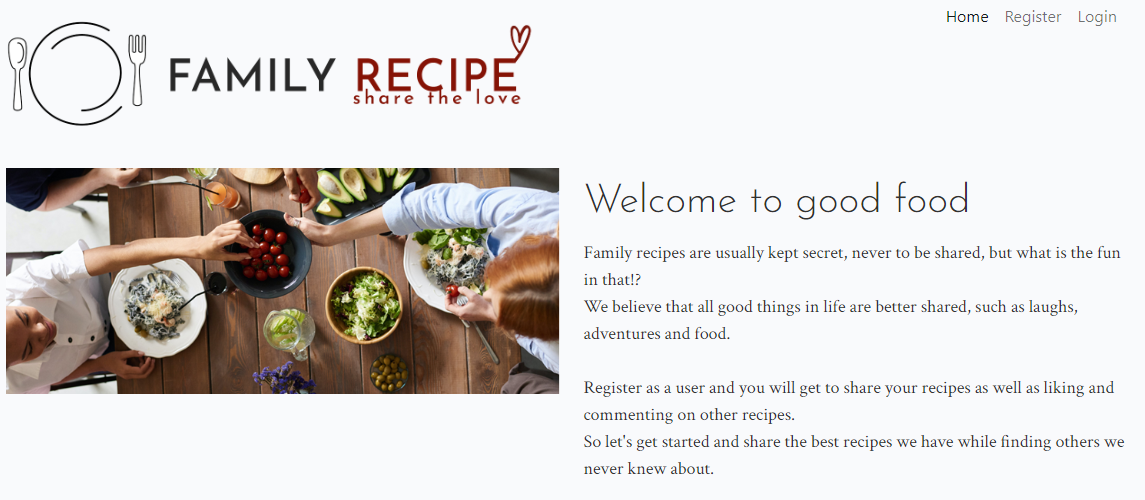 Home Register Login
FAMILY RECIPE
share the love
Welcome to good food
Family recipes are usually kept secret, never to be shared, but what is the fun
in that!?
We believe that all good things in life are better shared, such as laughs,
adventures and food.
Register as a user and you will get to share your recipes as well as liking and
commenting on other recipes.
So let's get started and share the best recipes we have while finding others we
never knew about.